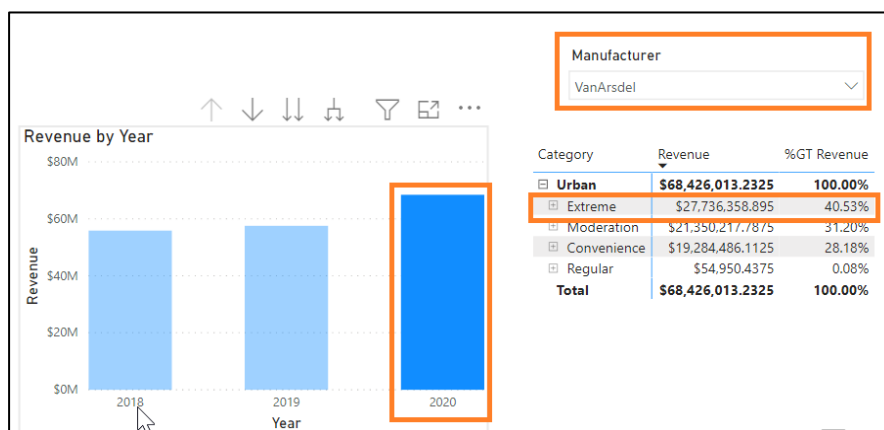 Manufacturer
VanArsdel
Revenue by Year
$80M
$60M
$40M
$20M
$0M
Revenue
2018
2019
2020
Year
Category Revenue %GT Revenue
Urban $68,426,013.2325 100.00%
Extreme $27,736,358.895 40.53%
Moderation $21,350,217.7875 31.20%
Convenience $19,284,486.1125 28.18%
Regular $54,950.4375 0.08%
Total $68,426,013.2325 100.00%